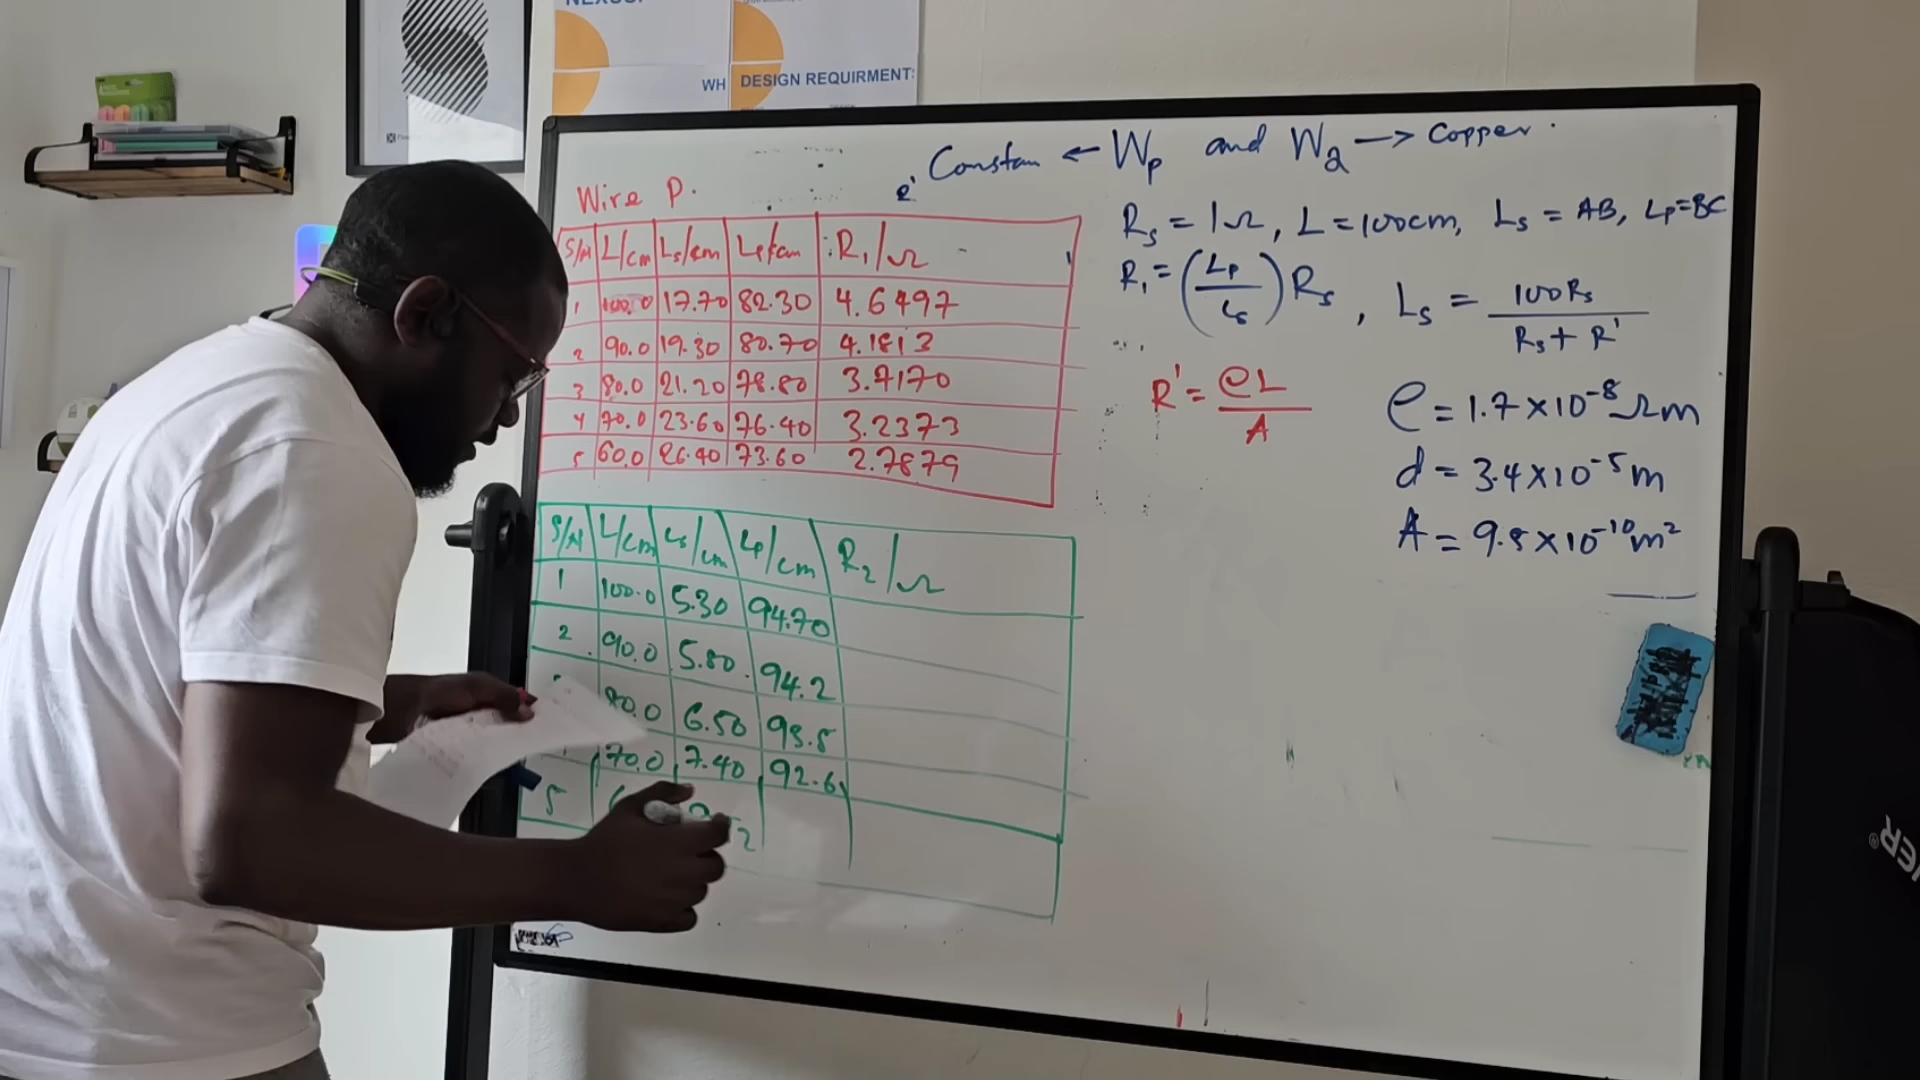 WH DESIGN REQUIRMENT:
Constan ← Wp and W2 → Copper
Wire P.
S/N L/cm Ls/cm Lp/cm R₁/Ω
1 100.0 17.70 82.30 4.6497
2 90.0 19.30 80.70 4.1813
3 80.0 21.20 78.80 3.7170
4 70.0 23.60 76.40 3.2373
5 60.0 26.40 73.60 2.7879
S/N L/cm Ls/cm Lp/cm R₂/Ω
1 100.0 5.30 94.70
2 90.0 5.80 94.2
80.0 6.50 93.5
70.0 7.40 92.6
5
Rs = 1Ω, L = 100cm, Ls = AB, Lp = BC
R₁ = (Lp/Ls) Rs, Ls = 100Rs / Rs + R'
R' = ρL / A
ρ = 1.7 × 10⁻⁸ Ωm
d = 3.4 × 10⁻⁵ m
A = 9.8 × 10⁻¹⁰ m²